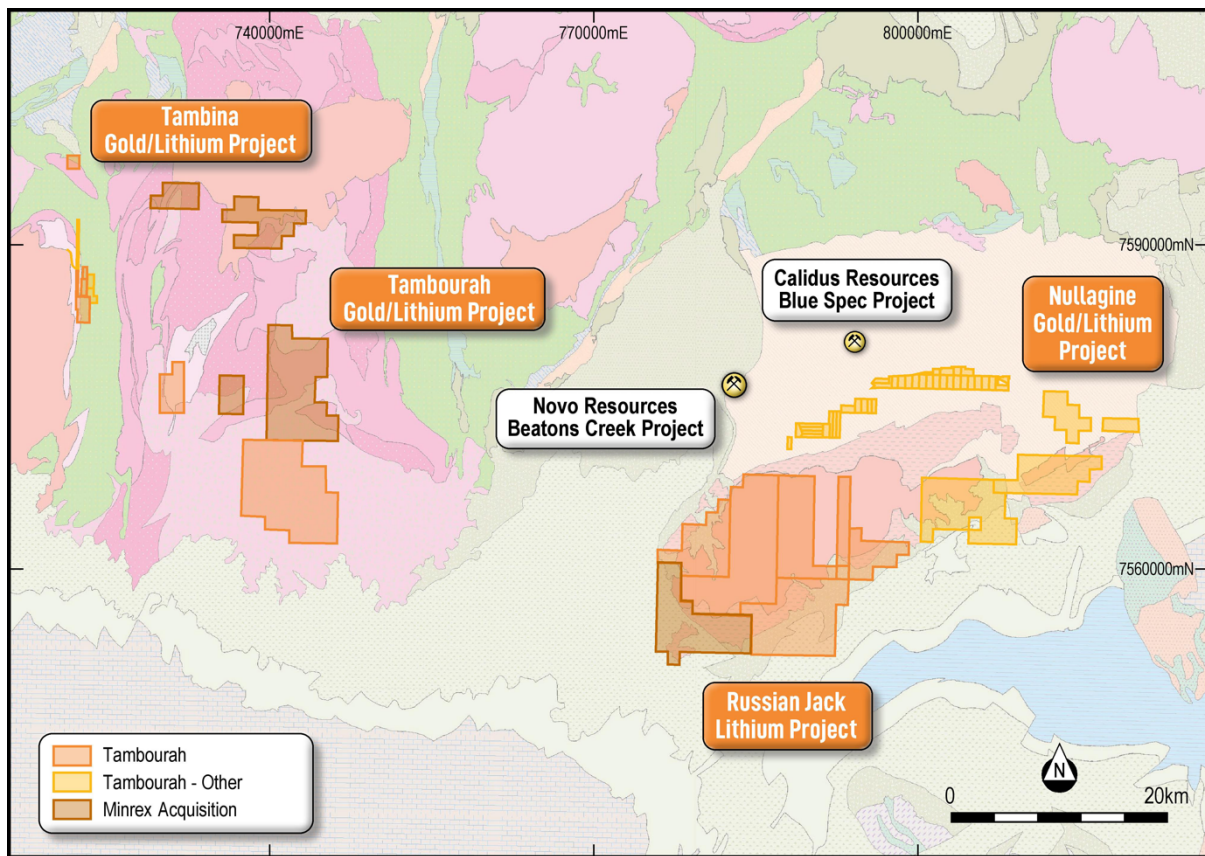 740000mE
770000mE
800000mE
Tambina
Gold/Lithium Project
7590000mN
Tambourah
Gold/Lithium Project
Calidus Resources
Blue Spec Project
Nullagine
Gold/Lithium
Project
Novo Resources
Beatons Creek Project
7560000mN
Russian Jack
Lithium Project
Tambourah
Tambourah - Other
Minrex Acquisition
N
0
20km